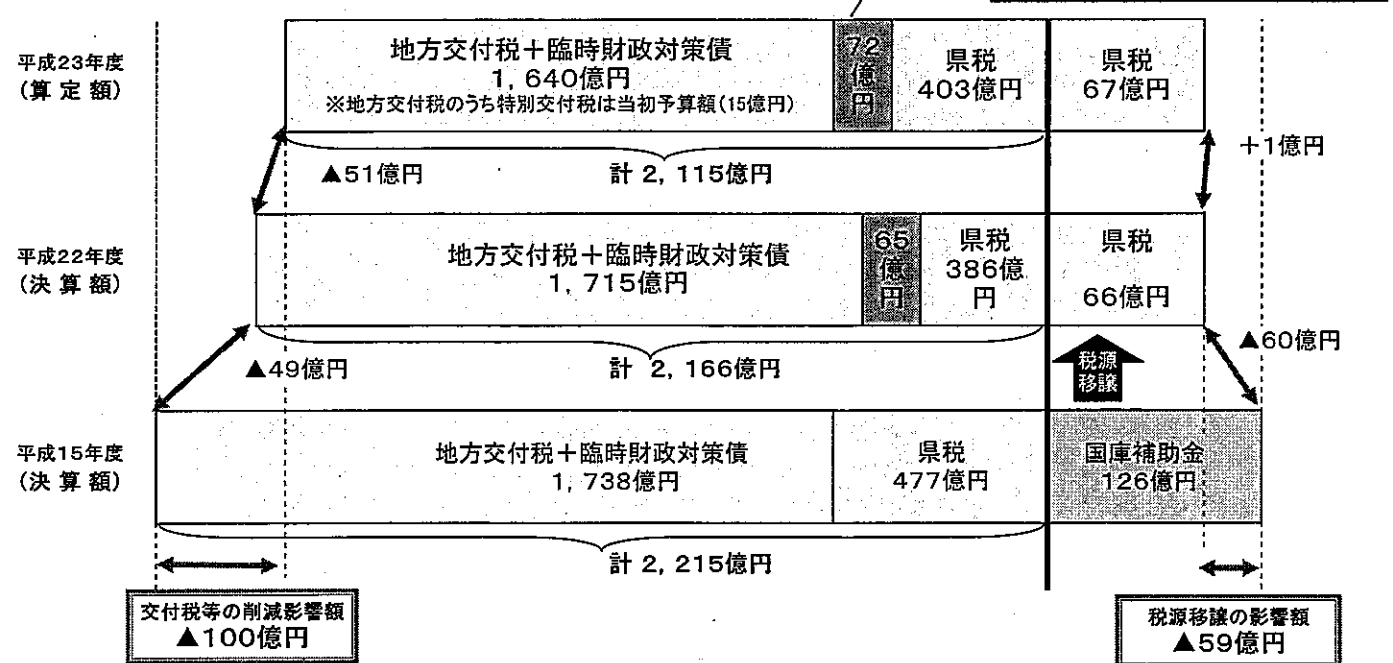 平成23年度
(算定額)
地方交付税＋臨時財政対策債
1,640億円
※地方交付税のうち特別交付税は当初予算額(15億円)
72
億
円
県税
403億円
県税
67億円
▲51億円
計 2,115億円
＋1億円
平成22年度
(決算額)
地方交付税＋臨時財政対策債
1,715億円
65
億
円
県税
386億
円
県税
66億円
▲49億円
計 2,166億円
税源
移譲
▲60億円
平成15年度
(決算額)
地方交付税＋臨時財政対策債
1,738億円
県税
477億円
国庫補助金
126億円
計 2,215億円
交付税等の削減影響額
▲100億円
税源移譲の影響額
▲59億円